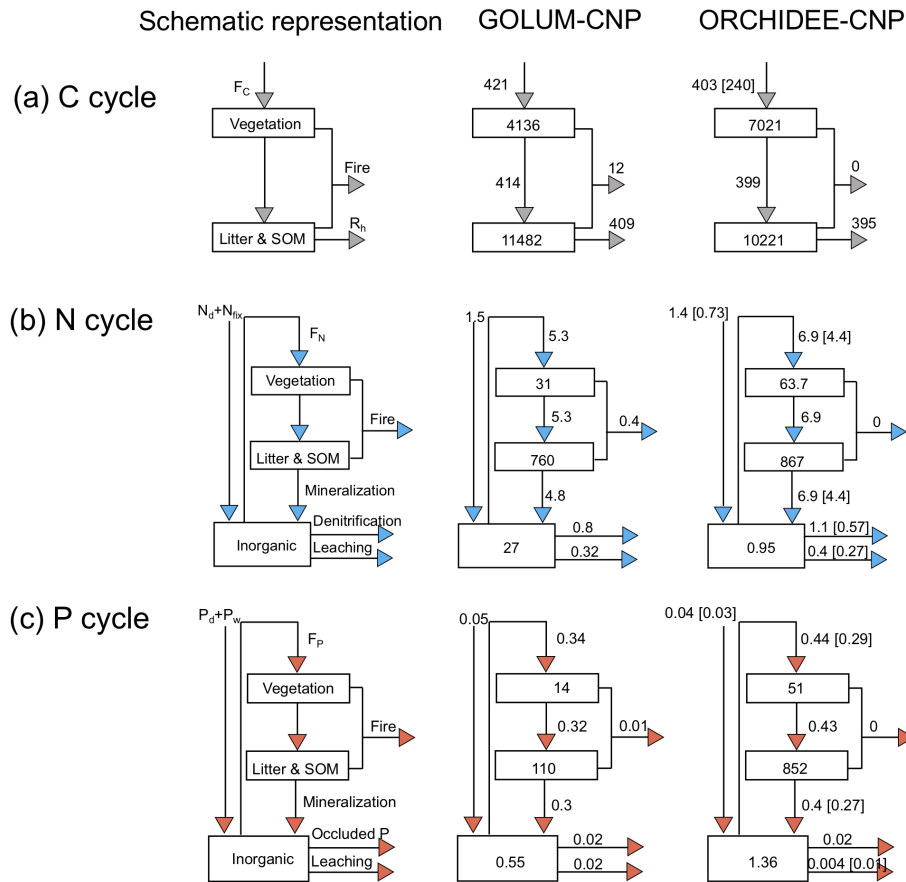 Schematic representation GOLUM-CNP ORCHIDEE-CNP
(a) C cycle
F_C
Vegetation
Fire
Litter & SOM
R_h
421
4136
12
414
11482
409
403 [240]
7021
0
399
10221
395
(b) N cycle
N_d+N_fix
F_N
Vegetation
Fire
Litter & SOM
Mineralization
Denitrification
Inorganic
Leaching
1.5
5.3
31
5.3
0.4
760
4.8
0.8
27
0.32
1.4 [0.73]
6.9 [4.4]
63.7
6.9
0
867
6.9 [4.4]
1.1 [0.57]
0.95
0.4 [0.27]
(c) P cycle
P_d+P_w
F_P
Vegetation
Fire
Litter & SOM
Mineralization
Occluded P
Inorganic
Leaching
0.05
0.34
14
0.32
0.01
110
0.3
0.02
0.55
0.02
0.04 [0.03]
0.44 [0.29]
51
0.43
0
852
0.4 [0.27]
0.02
1.36
0.004 [0.01]